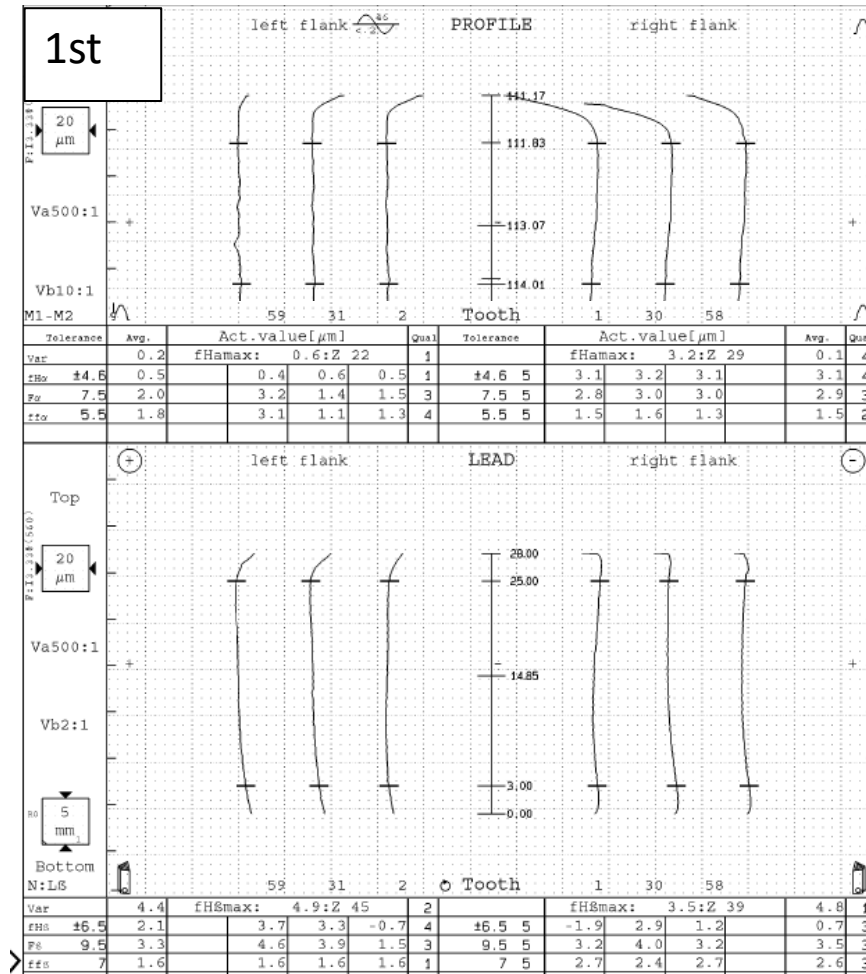 1st
left flank PROFILE right flank
20
μm
111.83
Va500:1
113.07
Vb10:1
114.01
M1-M2 59 31 2 Tooth 1 30 58
Tolerance Avg. Act.value[μm] Qual Tolerance Act.value[μm] Avg. Qua
Var 0.2 fHαmax: 0.6:Z 22 1 fHαmax: 3.2:Z 29 0.1 4
fHα ±4.6 0.5 0.4 0.6 0.5 1 ±4.6 5 3.1 3.2 3.1 3.1 4
Fα 7.5 2.0 3.2 1.4 1.5 3 7.5 5 2.8 3.0 3.0 2.9 3
ffα 5.5 1.8 3.1 1.1 1.3 4 5.5 5 1.5 1.6 1.3 1.5 2
+ left flank LEAD right flank -
Top
28.00
20
μm
25.00
Va500:1
14.85
Vb2:1
3.00
5
mm
0.00
Bottom
N:Lß 59 31 2 Tooth 1 30 58
Var 4.4 fHßmax: 4.9:Z 45 2 fHßmax: 3.5:Z 39 4.8 1
fHß ±6.5 2.1 3.7 3.3 -0.7 4 ±6.5 5 -1.9 2.9 1.2 0.7 3
Fß 9.5 3.3 4.6 3.9 1.5 3 9.5 5 3.2 4.0 3.2 3.5 3
ffß 7 1.6 1.6 1.6 1.6 1 7 5 2.7 2.4 2.7 2.6 3